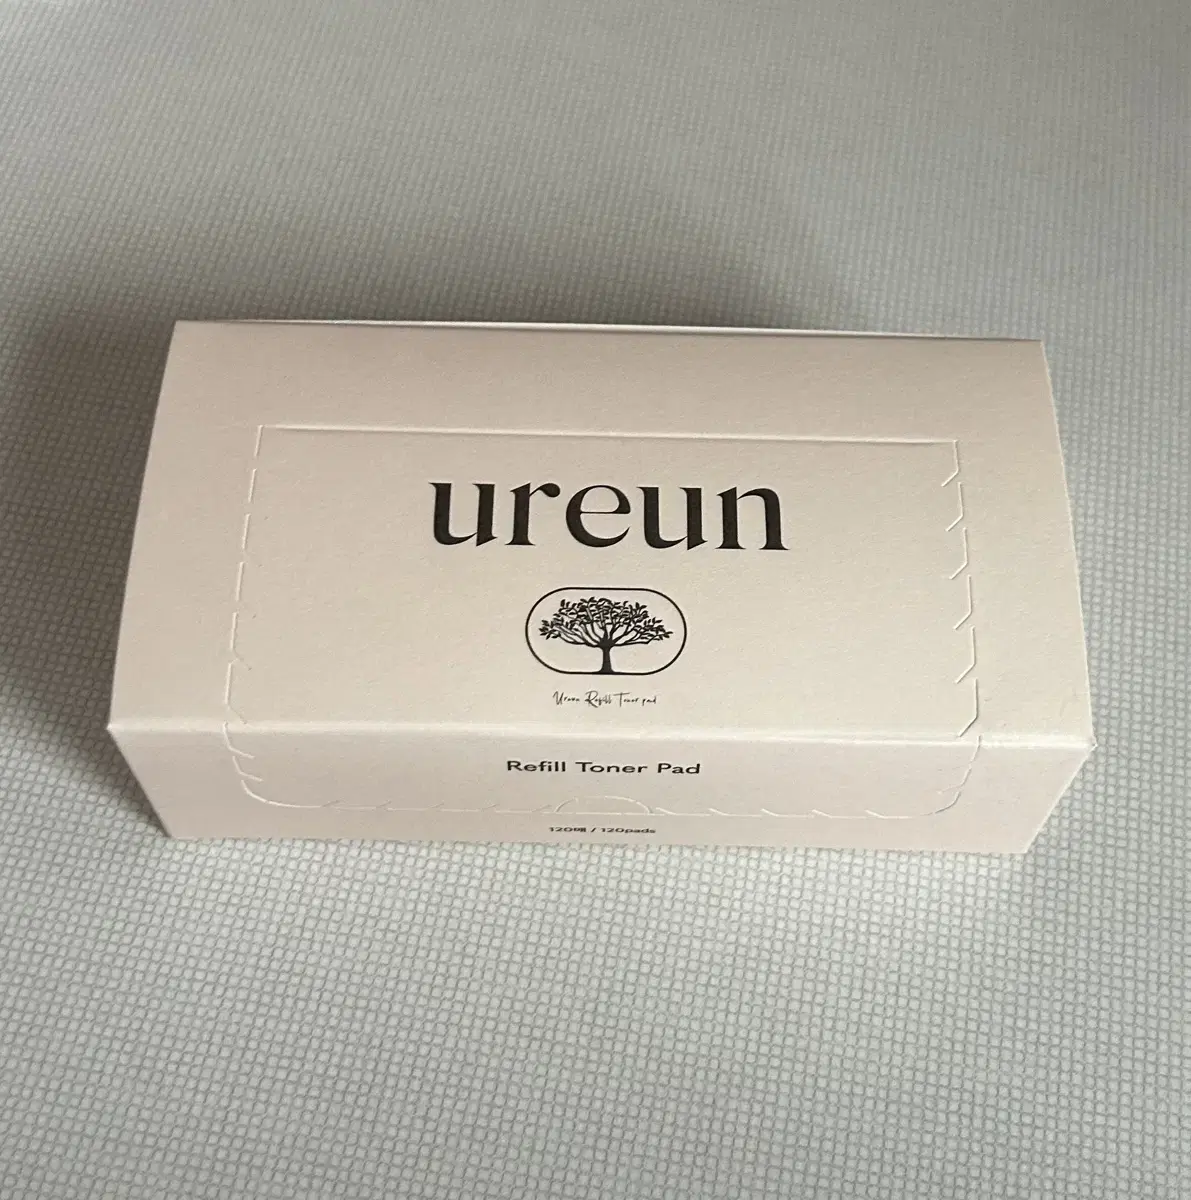 ureun
Ureun Refill Toner pad
Refill Toner Pad
120매 / 120pads